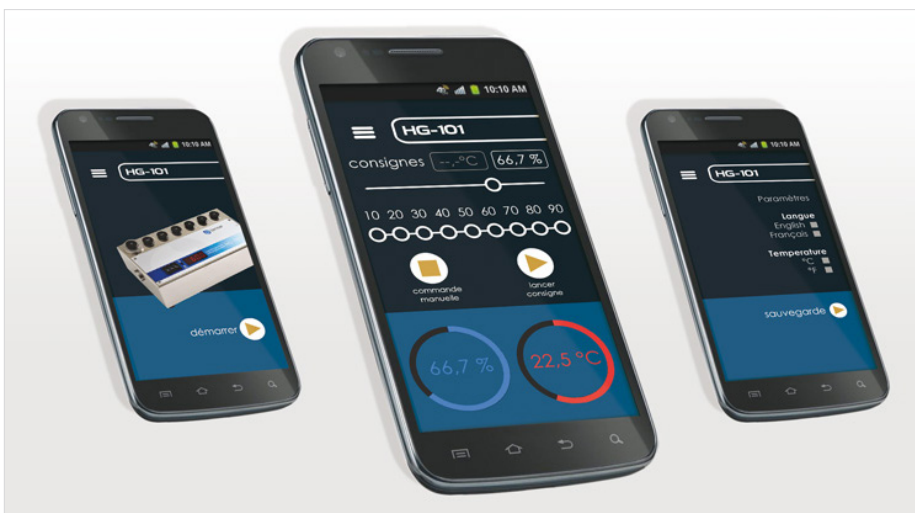 10:10 AM
HG-101
démarrer
10:10 AM
HG-101
consignes --,-°C 66,7 %
10 20 30 40 50 60 70 80 90
commande
manuelle
lancer
consigne
66,7 %
22,5 °C
10:10 AM
HG-101
Paramètres
Langue
English
Français
Temperature
°C
°F
sauvegarde